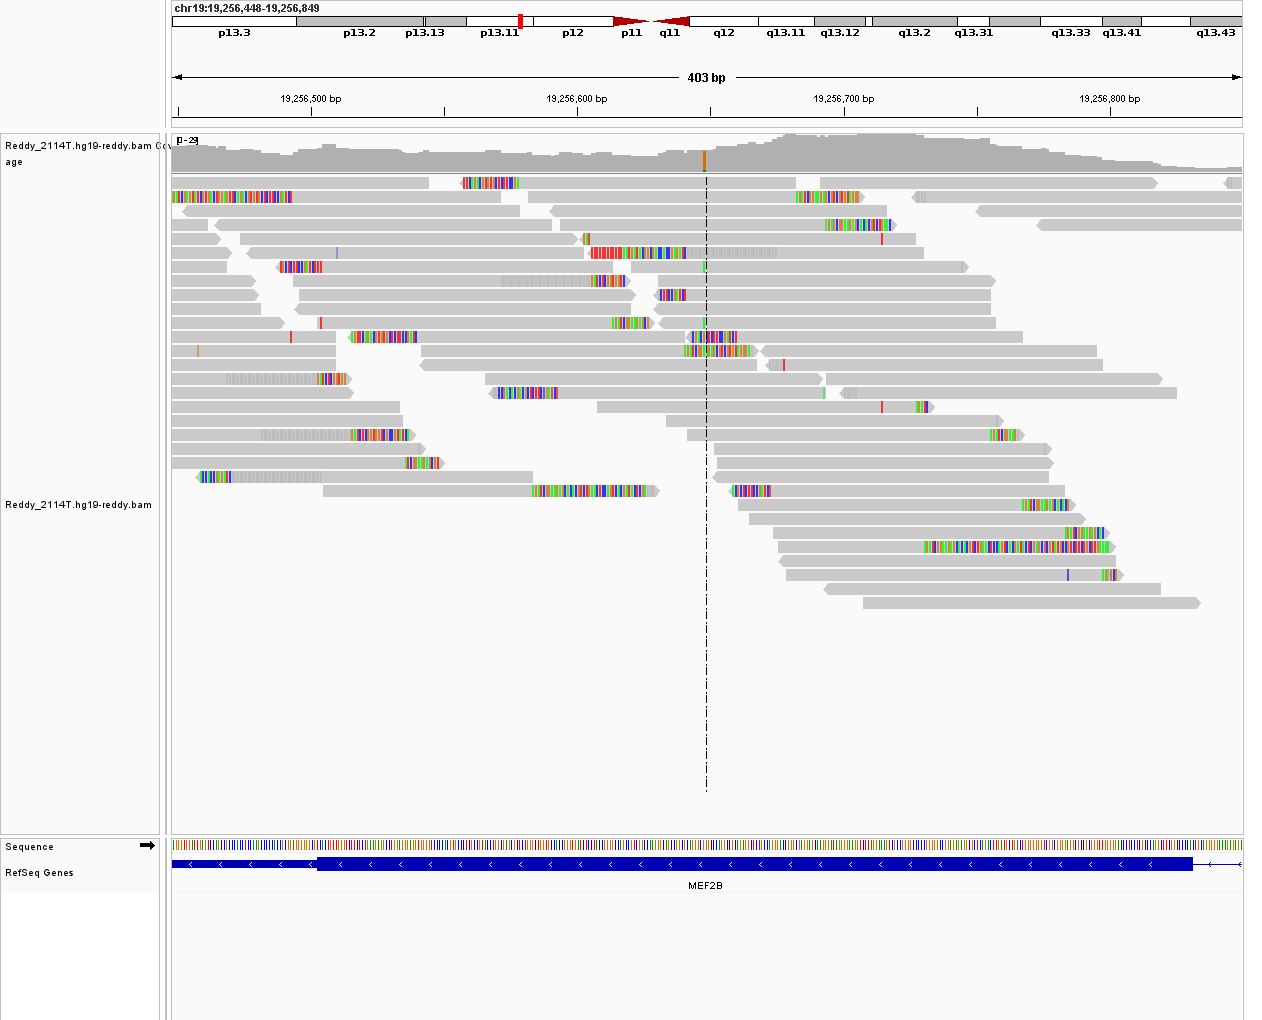 chr19:19,256,448-19,256,849
p13.3 p13.2 p13.13 p13.11 p12 p11 q11 q12 q13.11 q13.12 q13.2 q13.31 q13.33 q13.41 q13.43
403 bp
19,256,500 bp 19,256,600 bp 19,256,700 bp 19,256,800 bp
[0-29]
Reddy_2114T.hg19-reddy.bam Cov
age
Reddy_2114T.hg19-reddy.bam
Sequence
RefSeq Genes
MEF2B